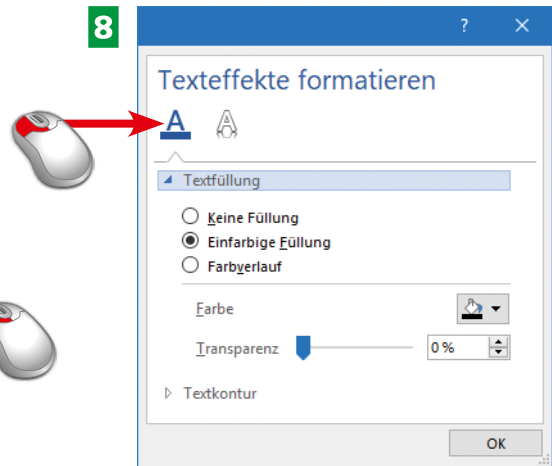 8
?
Texteffekte formatieren
A A
Textfüllung
Keine Füllung
Einfarbige Füllung
Farbverlauf
Farbe
Transparenz 0 %
Textkontur
OK